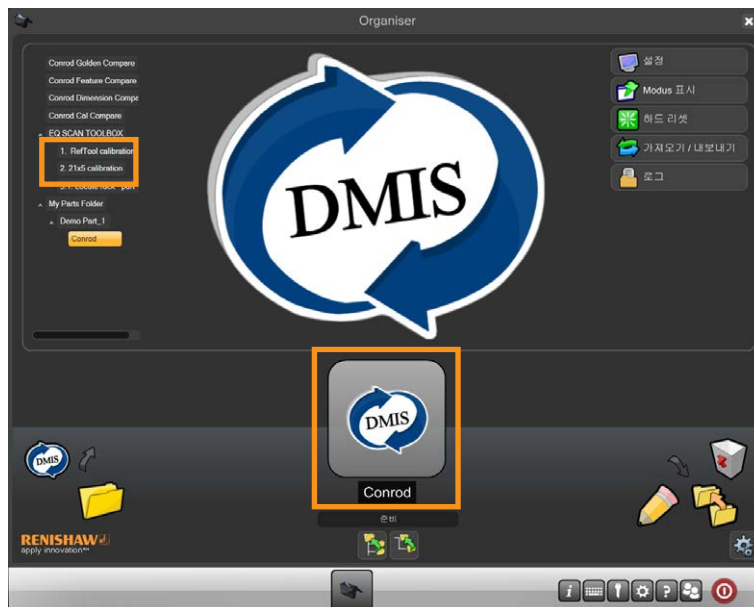 Organiser
Conrod Golden Compare
Conrod Feature Compare
Conrod Dimension Compa
Conrod Cal Compare
EQ SCAN TOOLBOX
1. RefTool calibration
2. 21x5 calibration
My Parts Folder
Demo Part_1
Conrod
DMIS
설정
Modus 표시
하드 리셋
가져오기 / 내보내기
로그
DMIS
Conrod
준비
DMIS
RENISHAW
apply innovation™